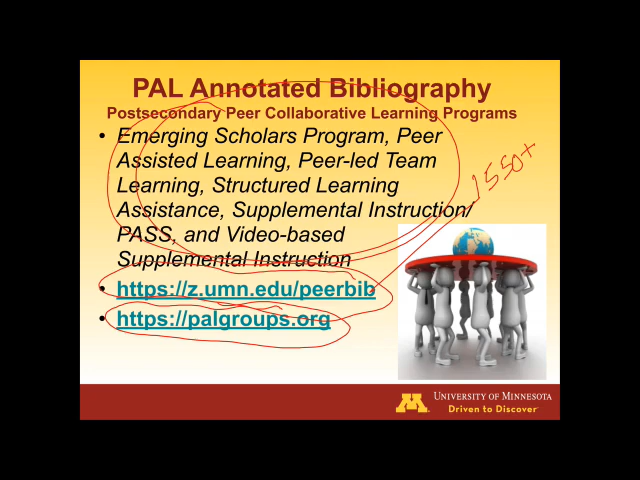 PAL Annotated Bibliography
Postsecondary Peer Collaborative Learning Programs
• Emerging Scholars Program, Peer
Assisted Learning, Peer-led Team
Learning, Structured Learning
Assistance, Supplemental Instruction/
PASS, and Video-based
Supplemental Instruction
• https://z.umn.edu/peerbib
• https://palgroups.org
1550+
M UNIVERSITY OF MINNESOTA
Driven to Discover℠